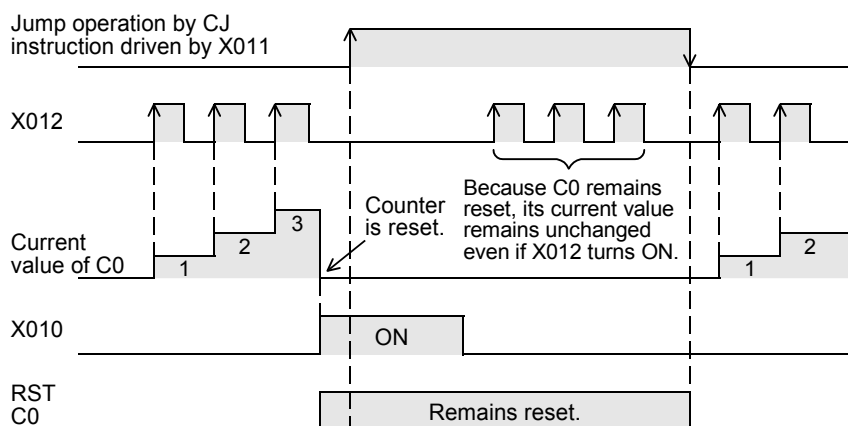 Jump operation by CJ
instruction driven by X011
X012
Because C0 remains
reset, its current value
remains unchanged
even if X012 turns ON.
Counter
is reset.
Current
value of C0
1
2
3
1
2
X010
ON
RST
C0
Remains reset.